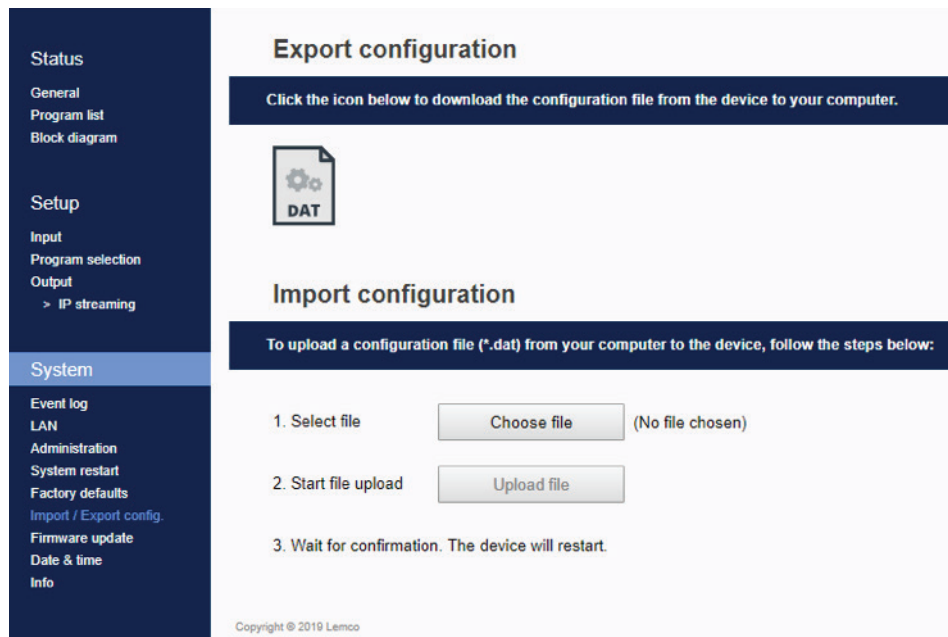 Status
General
Program list
Block diagram
Setup
Input
Program selection
Output
> IP streaming
System
Event log
LAN
Administration
System restart
Factory defaults
Import / Export config.
Firmware update
Date & time
Info
Export configuration
Click the icon below to download the configuration file from the device to your computer.
DAT
Import configuration
To upload a configuration file (*.dat) from your computer to the device, follow the steps below:
1. Select file Choose file (No file chosen)
2. Start file upload Upload file
3. Wait for confirmation. The device will restart.
Copyright © 2019 Lemco